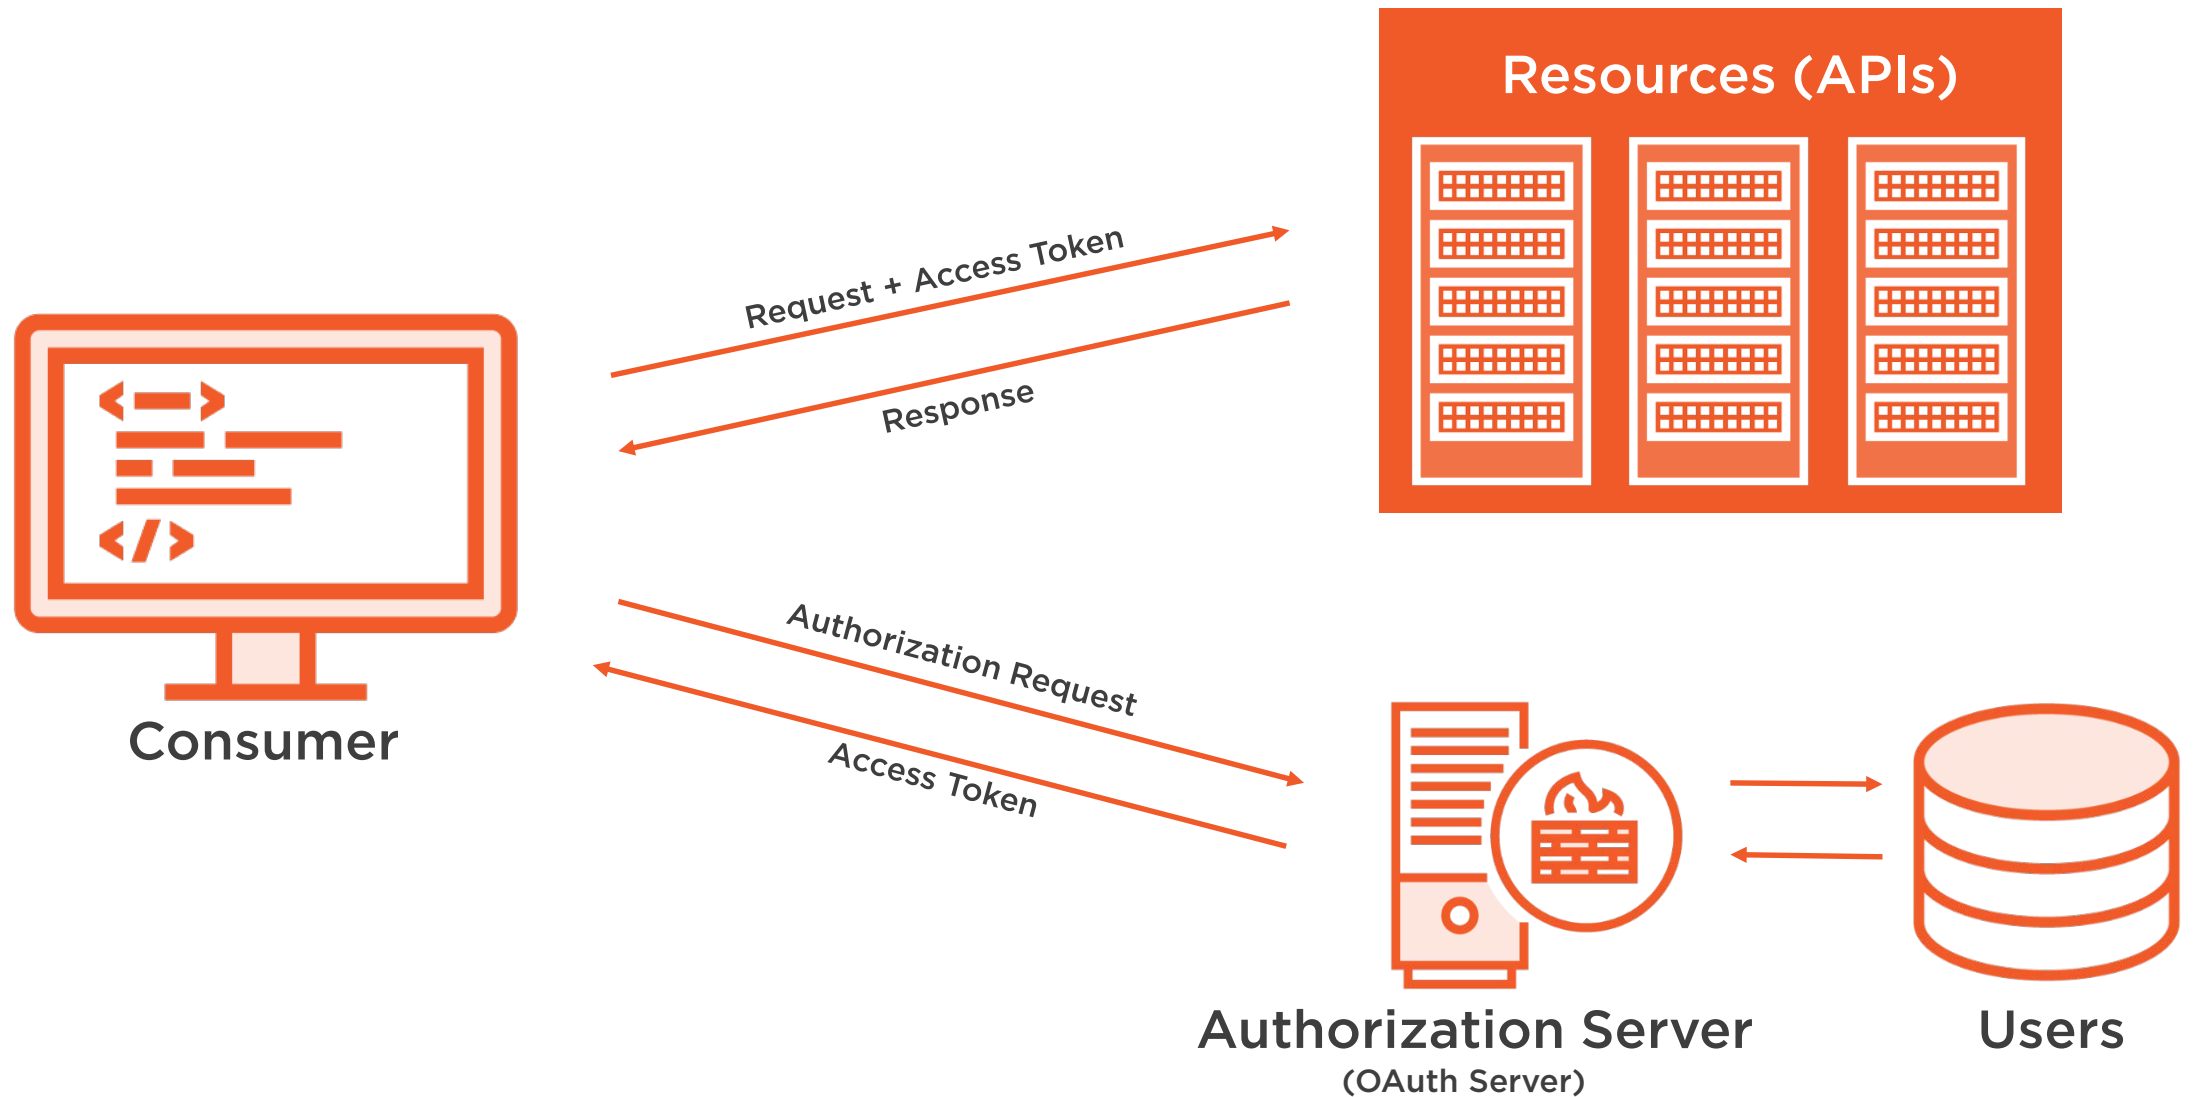 Resources (APIs)
Request + Access Token
Response
Authorization Request
Access Token
Consumer
Authorization Server
(OAuth Server)
Users